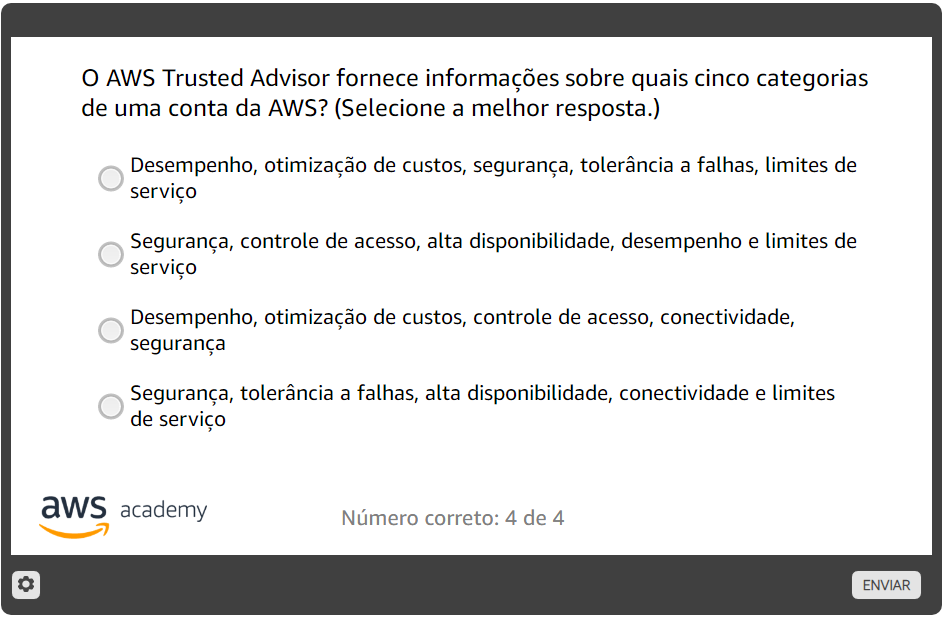 O AWS Trusted Advisor fornece informações sobre quais cinco categorias
de uma conta da AWS? (Selecione a melhor resposta.)
Desempenho, otimização de custos, segurança, tolerância a falhas, limites de
serviço
Segurança, controle de acesso, alta disponibilidade, desempenho e limites de
serviço
Desempenho, otimização de custos, controle de acesso, conectividade,
segurança
Segurança, tolerância a falhas, alta disponibilidade, conectividade e limites
de serviço
aws academy
Número correto: 4 de 4
ENVIAR